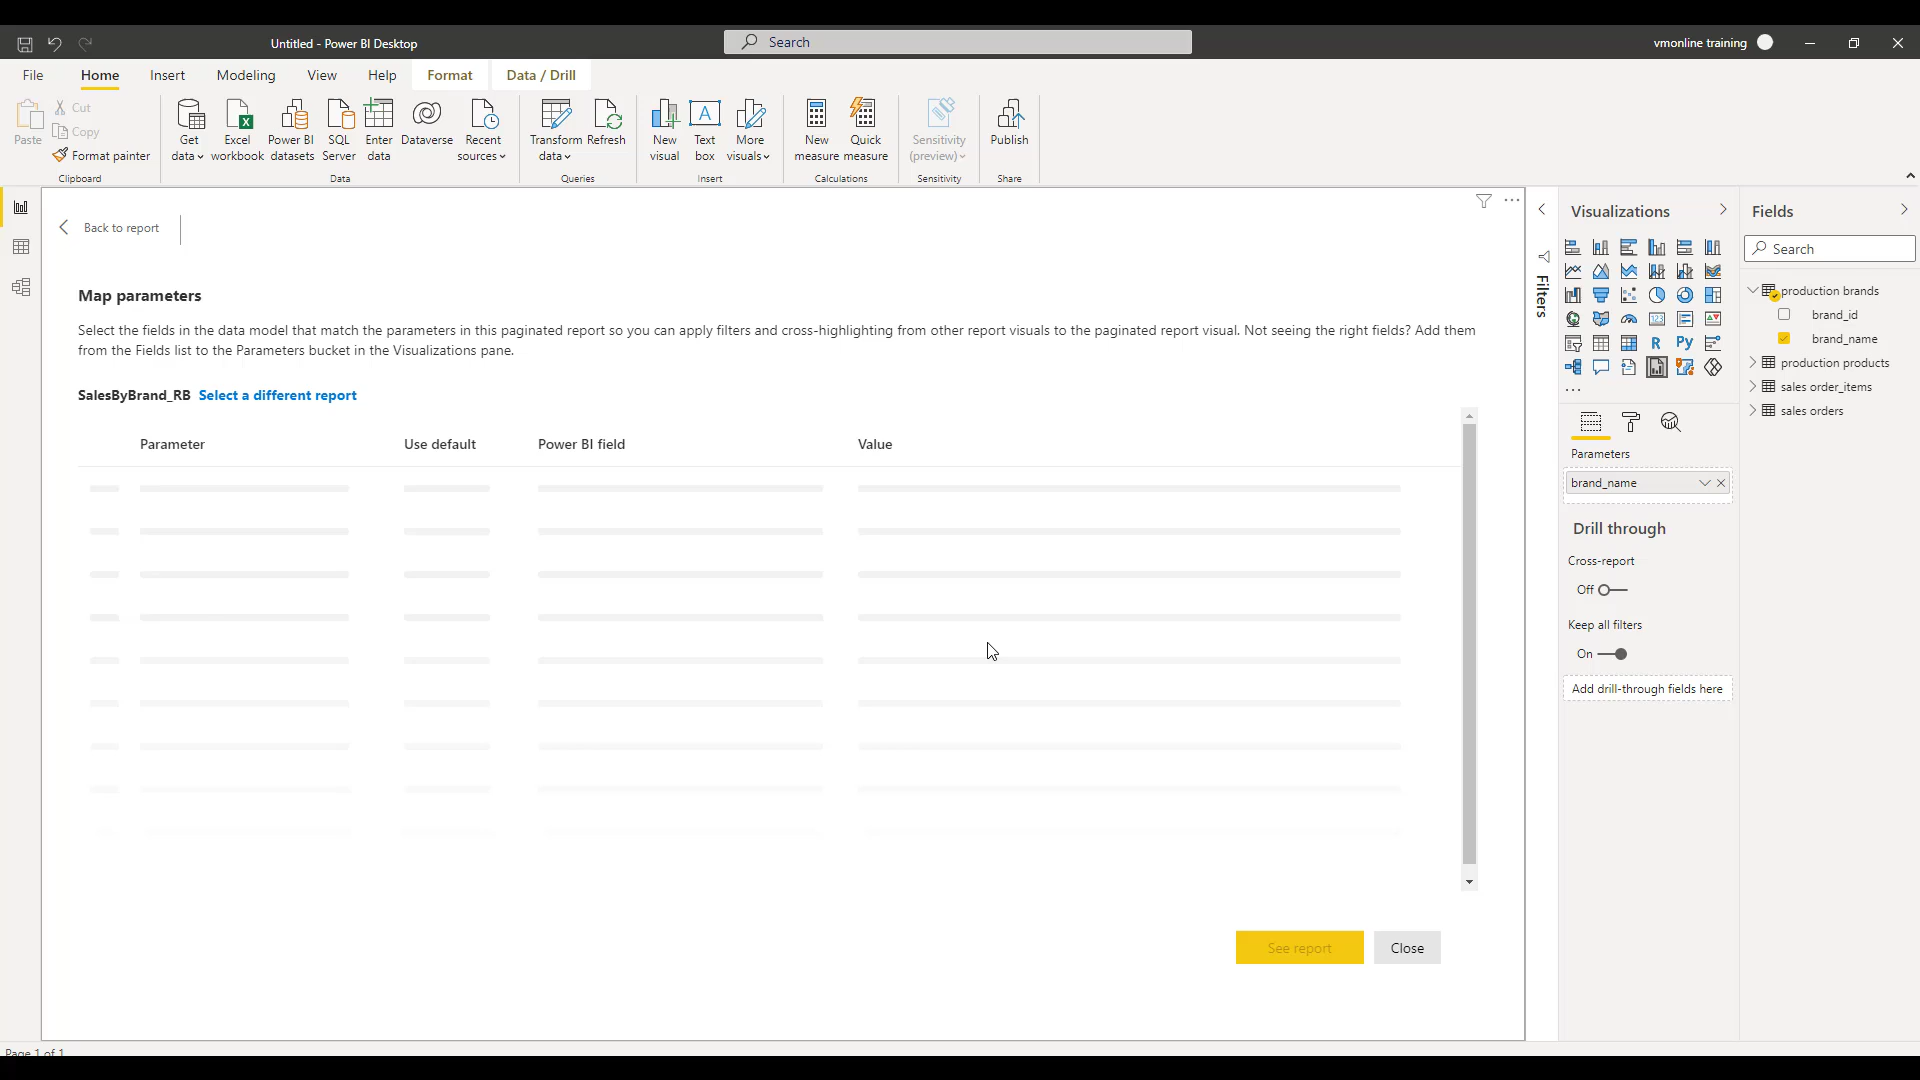 Untitled - Power BI Desktop
Search
vmonline training
File
Home
Insert
Modeling
View
Help
Format
Data / Drill
Paste
Cut
Copy
Format painter
Clipboard
Get data
Excel workbook
Power BI datasets
SQL Server
Enter data
Dataverse
Recent sources
Data
Transform data
Refresh
Queries
New visual
Text box
More visuals
Insert
New measure
Quick measure
Calculations
Sensitivity (preview)
Sensitivity
Publish
Share
Back to report
Map parameters
Select the fields in the data model that match the parameters in this paginated report so you can apply filters and cross-highlighting from other report visuals to the paginated report visual. Not seeing the right fields? Add them
from the Fields list to the Parameters bucket in the Visualizations pane.
SalesByBrand_RB Select a different report
Parameter
Use default
Power BI field
Value
See report
Close
Filters
Visualizations
R
Py
123
Parameters
brand_name
Drill through
Cross-report
Off
Keep all filters
On
Add drill-through fields here
Fields
Search
production brands
brand_id
brand_name
production products
sales order_items
sales orders
Page 1 of 1